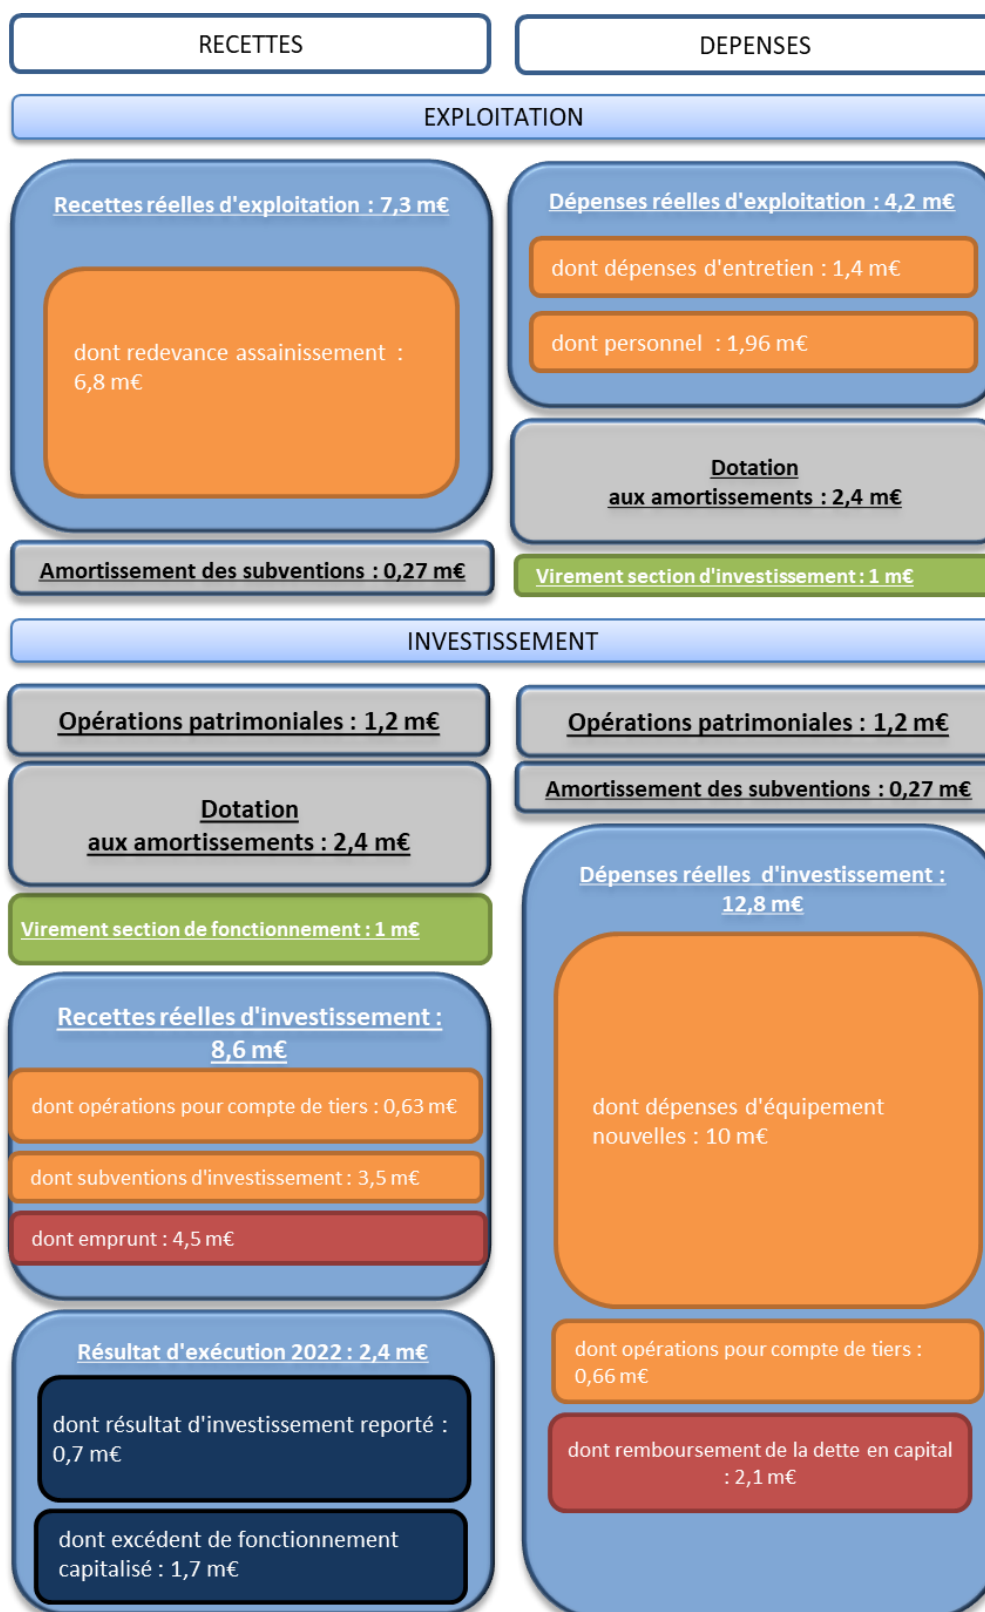 RECETTES
DEPENSES
EXPLOITATION
Recettes réelles d'exploitation : 7,3 m€
dont redevance assainissement :
6,8 m€
Amortissement des subventions : 0,27 m€
Dépenses réelles d'exploitation : 4,2 m€
dont dépenses d'entretien : 1,4 m€
dont personnel : 1,96 m€
Dotation
aux amortissements : 2,4 m€
Virement section d'investissement : 1 m€
INVESTISSEMENT
Opérations patrimoniales : 1,2 m€
Dotation
aux amortissements : 2,4 m€
Virement section de fonctionnement : 1 m€
Recettes réelles d'investissement :
8,6 m€
dont opérations pour compte de tiers : 0,63 m€
dont subventions d'investissement : 3,5 m€
dont emprunt : 4,5 m€
Résultat d'exécution 2022 : 2,4 m€
dont résultat d'investissement reporté :
0,7 m€
dont excédent de fonctionnement
capitalisé : 1,7 m€
Opérations patrimoniales : 1,2 m€
Amortissement des subventions : 0,27 m€
Dépenses réelles d'investissement :
12,8 m€
dont dépenses d'équipement
nouvelles : 10 m€
dont opérations pour compte de tiers :
0,66 m€
dont remboursement de la dette en capital
: 2,1 m€